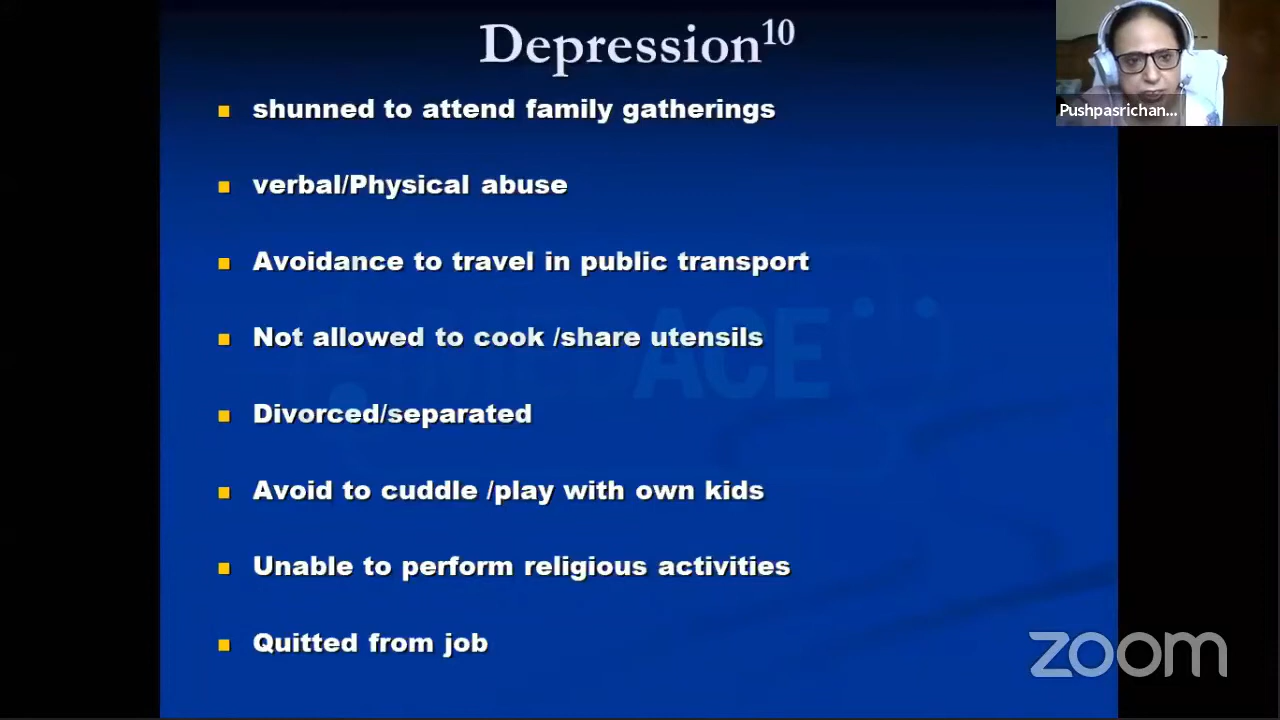 Depression10
Pushpasrichan...
shunned to attend family gatherings
verbal/Physical abuse
Avoidance to travel in public transport
Not allowed to cook /share utensils
MEDACE
Divorced/separated
Avoid to cuddle /play with own kids
Unable to perform religious activities
Quitted from job
zoom